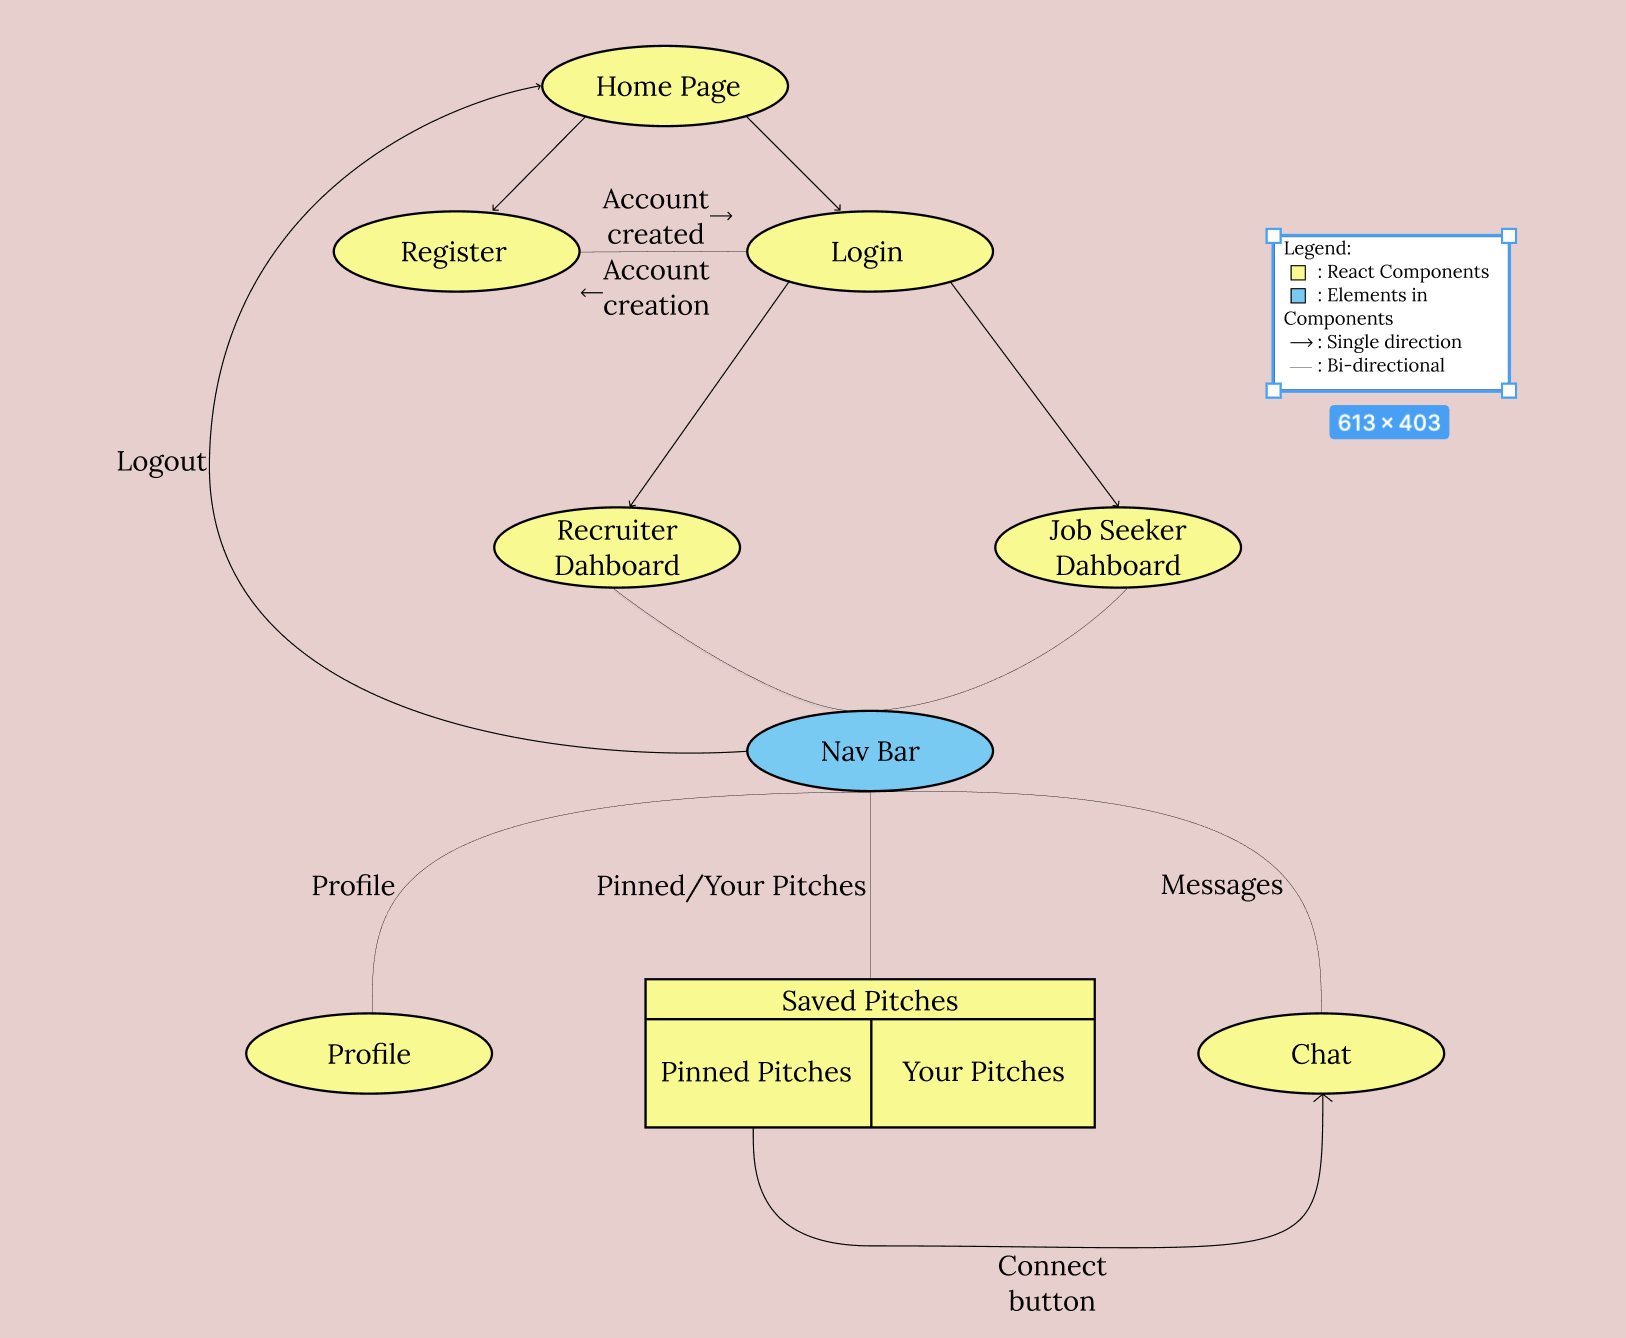 Home Page
Account →
created
Register
Login
Account
← creation
Legend:
: React Components
: Elements in
Components
→ : Single direction
— : Bi-directional
613 × 403
Logout
Recruiter
Dahboard
Job Seeker
Dahboard
Nav Bar
Profile
Pinned/Your Pitches
Messages
Saved Pitches
Pinned Pitches
Your Pitches
Profile
Chat
Connect
button